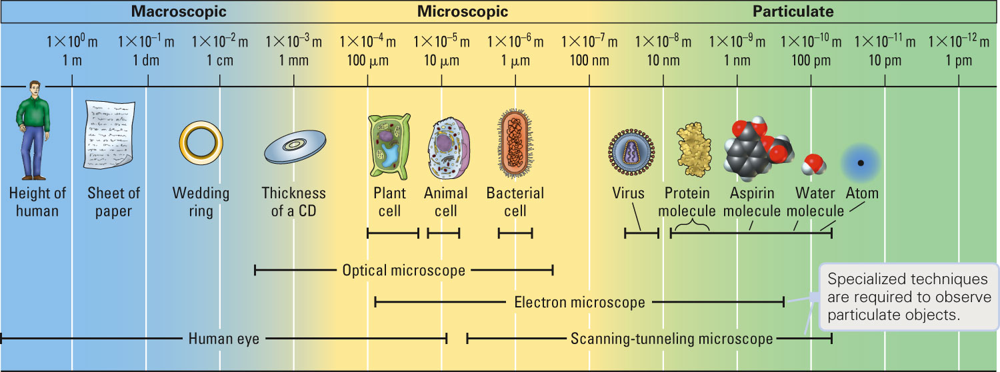 Macroscopic Microscopic Particulate
1×10⁰ m 1×10⁻¹ m 1×10⁻² m 1×10⁻³ m 1×10⁻⁴ m 1×10⁻⁵ m 1×10⁻⁶ m 1×10⁻⁷ m 1×10⁻⁸ m 1×10⁻⁹ m 1×10⁻¹⁰ m 1×10⁻¹¹ m 1×10⁻¹² m
1 m 1 dm 1 cm 1 mm 100 μm 10 μm 1 μm 100 nm 10 nm 1 nm 100 pm 10 pm 1 pm
Height of human
Sheet of paper
Wedding ring
Thickness of a CD
Plant cell
Animal cell
Bacterial cell
Virus
Protein molecule
Aspirin molecule
Water molecule
Atom
Optical microscope
Electron microscope
Specialized techniques
are required to observe
particulate objects.
Human eye
Scanning-tunneling microscope